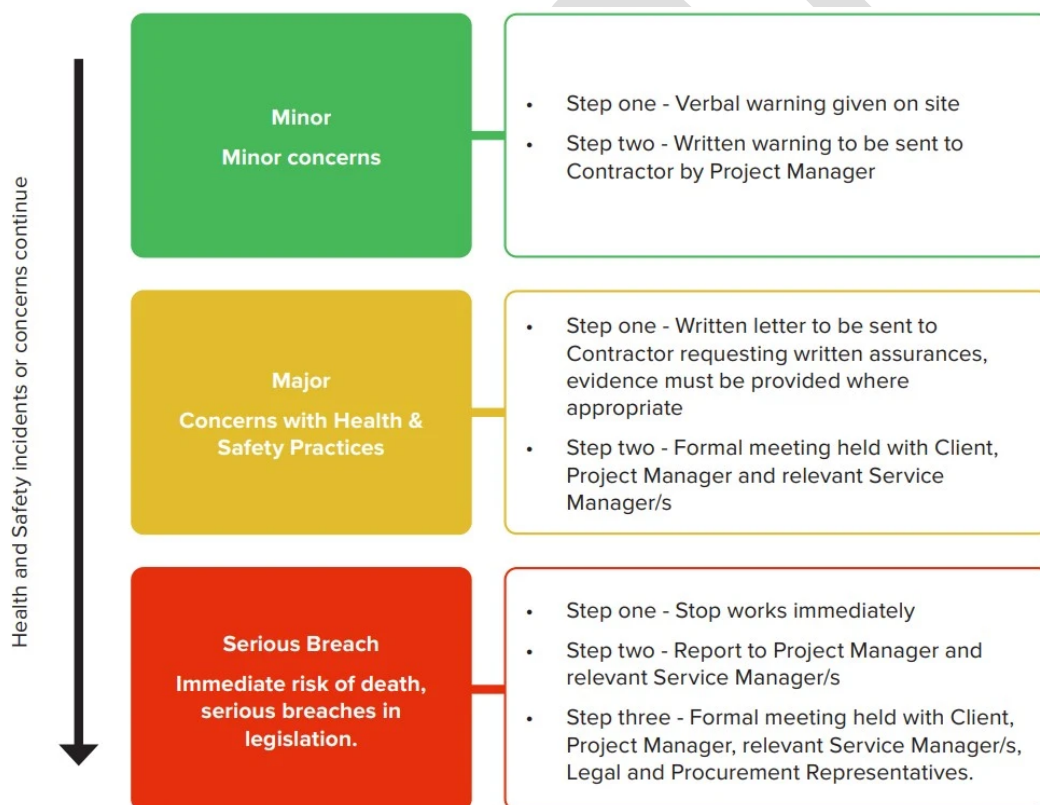 Health and Safety incidents or concerns continue
Minor
Minor concerns
• Step one - Verbal warning given on site
• Step two - Written warning to be sent to
Contractor by Project Manager
Major
Concerns with Health &
Safety Practices
• Step one - Written letter to be sent to
Contractor requesting written assurances,
evidence must be provided where
appropriate
• Step two - Formal meeting held with Client,
Project Manager and relevant Service
Manager/s
Serious Breach
Immediate risk of death,
serious breaches in
legislation.
• Step one - Stop works immediately
• Step two - Report to Project Manager and
relevant Service Manager/s
• Step three - Formal meeting held with Client,
Project Manager, relevant Service Manager/s,
Legal and Procurement Representatives.